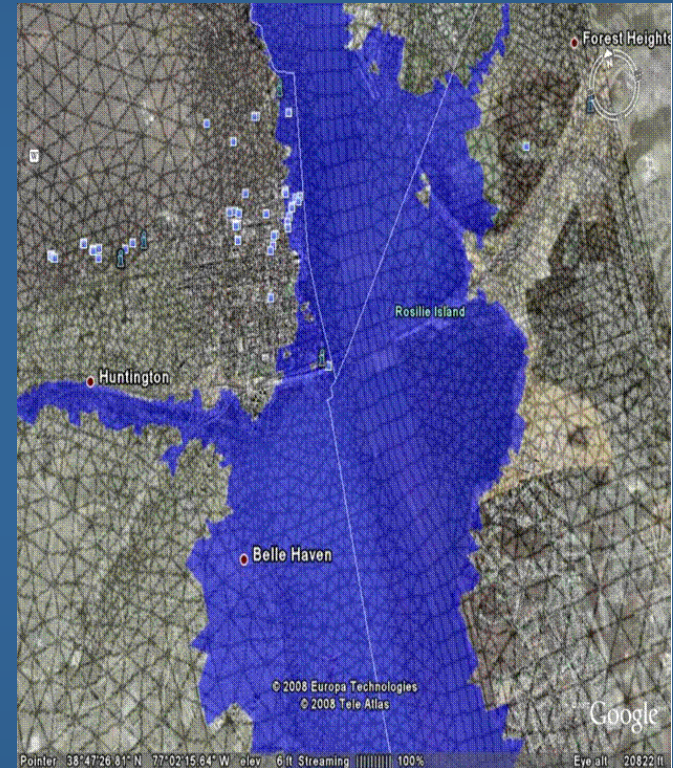 Forest Heights
N
Rosilie Island
Huntington
Belle Haven
© 2008 Europa Technologies
© 2008 Tele Atlas
Google
Pointer 38°47'26.81" N 77°02'15.64" W elev 6 ft Streaming |||||||||| 100% Eye alt 20822 ft